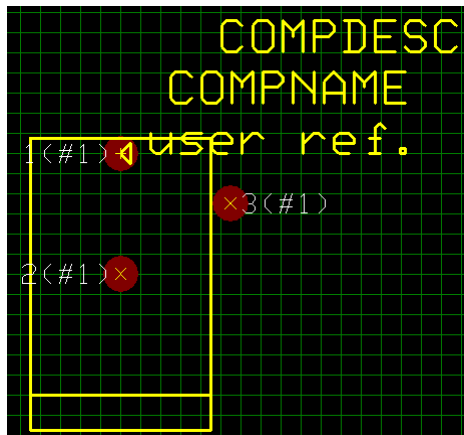 COMPDESC
COMPNAME
user ref.
1(#1)
3(#1)
2(#1)